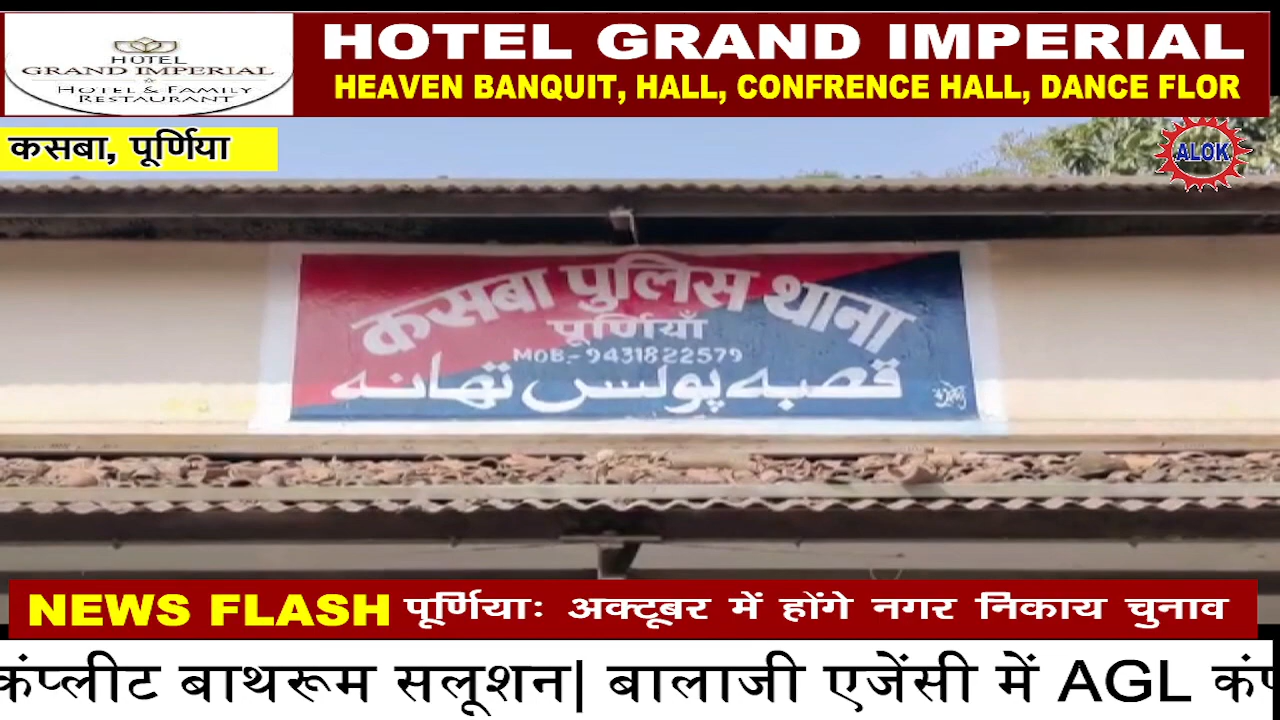 HOTEL
GRAND IMPERIAL
HOTEL & FAMILY
RESTAURANT
HOTEL GRAND IMPERIAL
HEAVEN BANQUIT, HALL, CONFRENCE HALL, DANCE FLOR
कसबा, पूर्णिया
ALOK
कसबा पुलिस थाना
पूर्णियाँ
MOB.- 9431822579
قصبہ پولس تھانہ
NEWS FLASH पूर्णियाः अक्टूबर में होंगे नगर निकाय चुनाव
कंप्लीट बाथरूम सलूशन| बालाजी एजेंसी में AGL